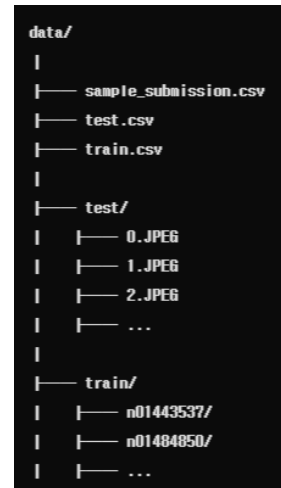 data/
|
├── sample_submission.csv
├── test.csv
├── train.csv
|
├── test/
|   ├── 0.JPEG
|   ├── 1.JPEG
|   ├── 2.JPEG
|   ├── ...
|
├── train/
|   ├── n01443537/
|   ├── n01484850/
|   ├── ...